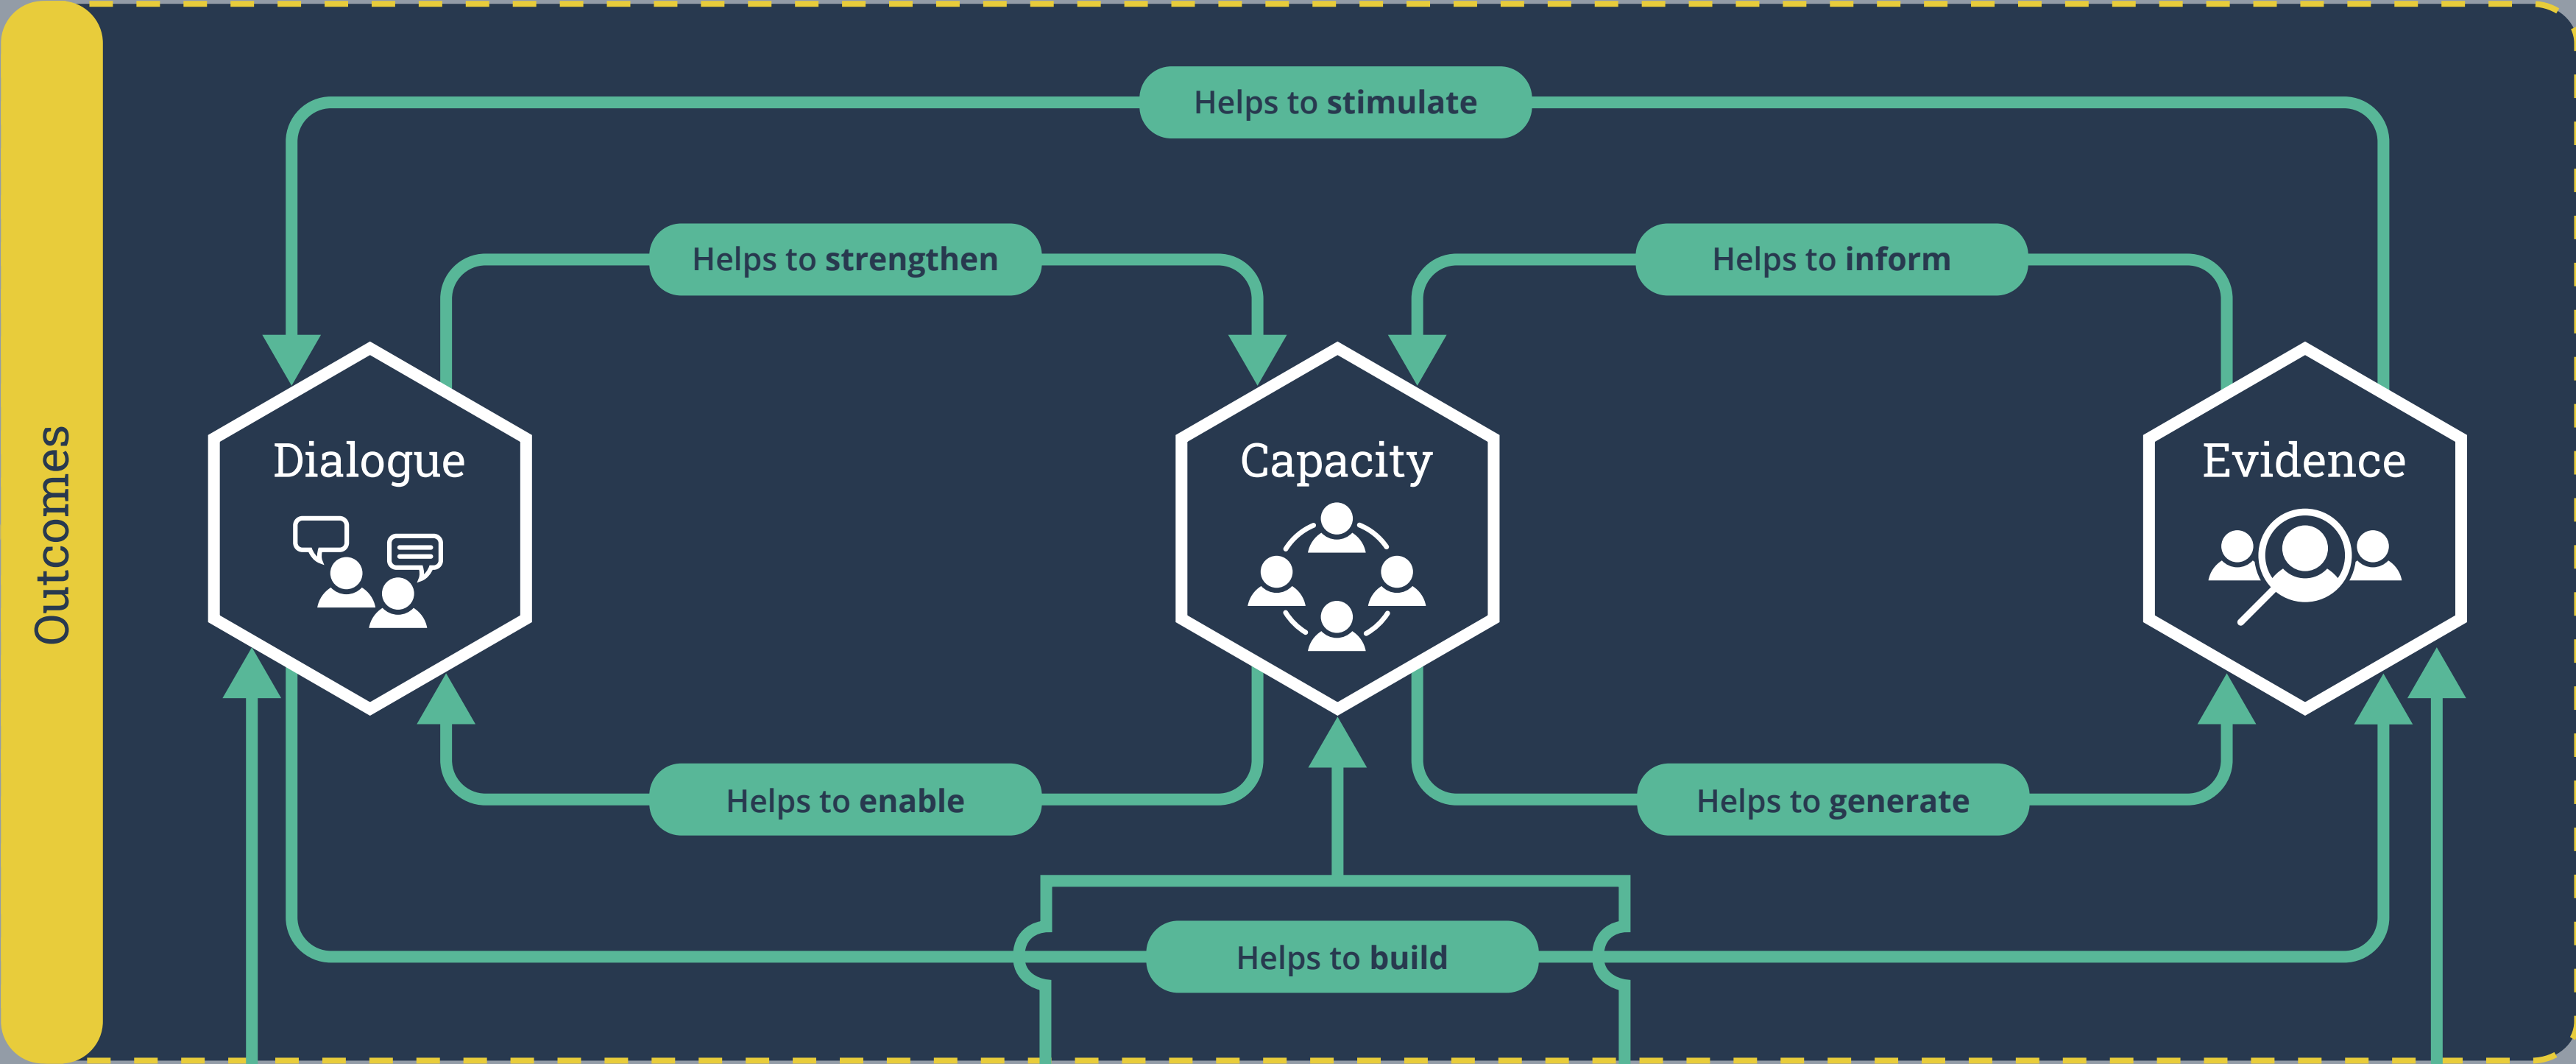 Outcomes
Helps to stimulate
Helps to strengthen
Helps to inform
Dialogue
Capacity
Evidence
Helps to enable
Helps to generate
Helps to build